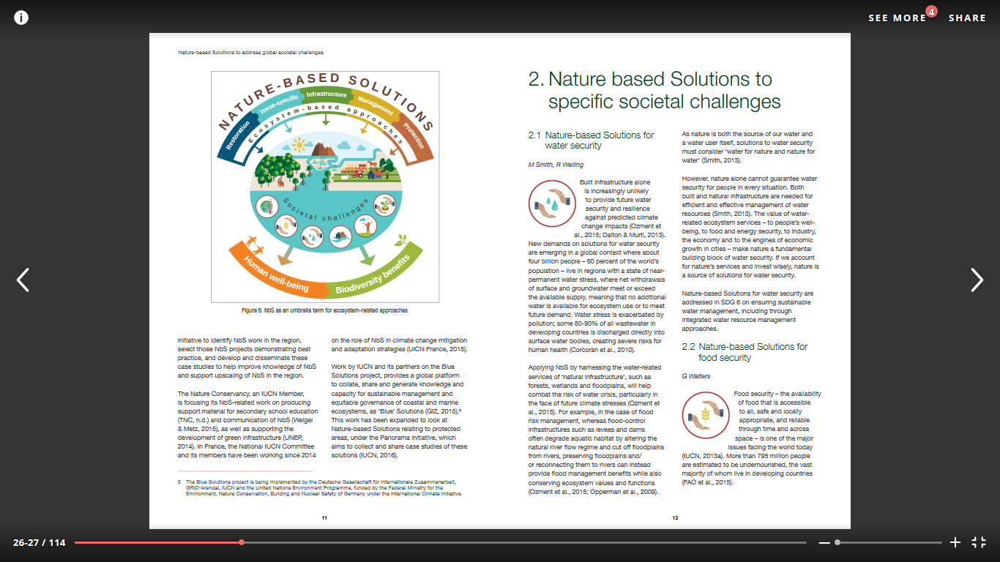 SEE MORE 4 SHARE
Nature-based Solutions to address global societal challenges
NATURE-BASED SOLUTIONS
Restoration
Issue-specific
Infrastructure
Management
Protection
Ecosystem-based approaches
Societal challenges
Human well-being
Biodiversity benefits
Figure 6. NbS as an umbrella term for ecosystem-related approaches
initiative to identify NbS work in the region,
select those NbS projects demonstrating best
practice, and develop and disseminate these
case studies to help improve knowledge of NbS
and support upscaling of NbS in the region.
The Nature Conservancy, an IUCN Member,
is focusing its NbS-related work on producing
support material for secondary school education
(TNC, n.d.) and communication of NbS (Weigel
& Metz, 2015), as well as supporting the
development of green infrastructure (UNEP,
2014). In France, the National IUCN Committee
and its members have been working since 2014
on the role of NbS in climate change mitigation
and adaptation strategies (UICN France, 2015).
Work by IUCN and its partners on the Blue
Solutions project, provides a global platform
to collate, share and generate knowledge and
capacity for sustainable management and
equitable governance of coastal and marine
ecosystems, as 'Blue' Solutions (GIZ, 2015).³
This work has been expanded to look at
Nature-based Solutions relating to protected
areas, under the Panorama Initiative, which
aims to collect and share case studies of these
solutions (IUCN, 2016).
3 The Blue Solutions project is being implemented by the Deutsche Gesellschaft für Internationale Zusammenarbeit,
GRID-Arendal, IUCN and the United Nations Environment Programme, funded by the Federal Ministry for the
Environment, Nature Conservation, Building and Nuclear Safety of Germany under the International Climate Initiative.
11
2. Nature based Solutions to
specific societal challenges
2.1 Nature-based Solutions for
water security
M Smith, R Welling
Built infrastructure alone
is increasingly unlikely
to provide future water
security and resilience
against predicted climate
change impacts (Ozment et
al., 2015; Dalton & Murti, 2013).
New demands on solutions for water security
are emerging in a global context where about
four billion people – 60 percent of the world's
population – live in regions with a state of near-
permanent water stress, where net withdrawals
of surface and groundwater meet or exceed
the available supply, meaning that no additional
water is available for ecosystem use or to meet
future demand. Water stress is exacerbated by
pollution; some 80-90% of all wastewater in
developing countries is discharged directly into
surface water bodies, creating severe risks for
human health (Corcoran et al., 2010).
Applying NbS by harnessing the water-related
services of 'natural infrastructure', such as
forests, wetlands and floodplains, will help
combat the risk of water crisis, particularly in
the face of future climate stresses (Ozment et
al., 2015). For example, in the case of flood
risk management, whereas flood-control
infrastructures such as levees and dams
often degrade aquatic habitat by altering the
natural river flow regime and cut off floodplains
from rivers, preserving floodplains and/
or reconnecting them to rivers can instead
provide flood management benefits while also
conserving ecosystem values and functions
(Ozment et al., 2015; Opperman et al., 2009).
As nature is both the source of our water and
a water user itself, solutions to water security
must consider 'water for nature and nature for
water' (Smith, 2013).
However, nature alone cannot guarantee water
security for people in every situation. Both
built and natural infrastructure are needed for
efficient and effective management of water
resources (Smith, 2013). The value of water-
related ecosystem services – to people's well-
being, to food and energy security, to industry,
the economy and to the engines of economic
growth in cities – make nature a fundamental
building block of water security. If we account
for nature's services and invest wisely, nature is
a source of solutions for water security.
Nature-based Solutions for water security are
addressed in SDG 6 on ensuring sustainable
water management, including through
integrated water resource management
approaches.
2.2 Nature-based Solutions for
food security
G Walters
Food security – the availability
of food that is accessible
to all, safe and locally
appropriate, and reliable
through time and across
space – is one of the major
issues facing the world today
(IUCN, 2013a). More than 795 million people
are estimated to be undernourished, the vast
majority of whom live in developing countries
(FAO et al., 2015).
12
26-27 / 114